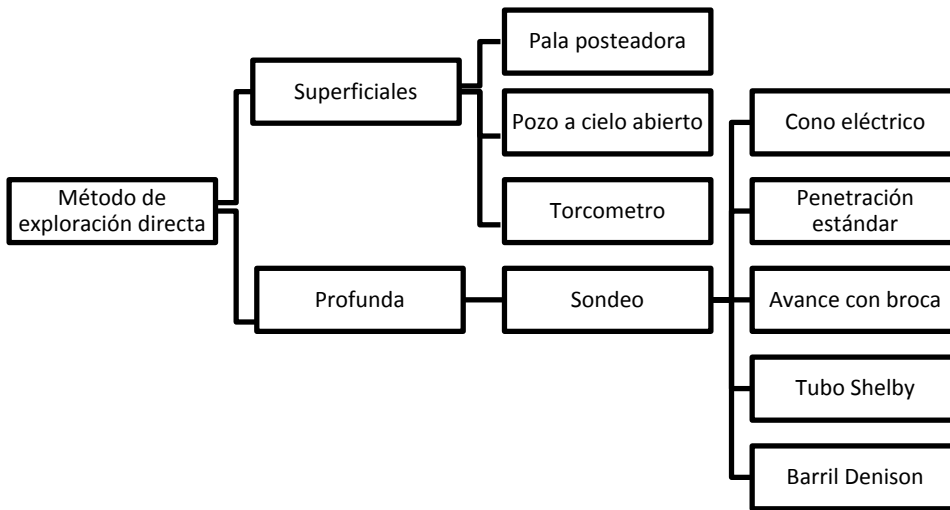 Método de
exploración directa
Superficiales
Pala posteadora
Pozo a cielo abierto
Torcometro
Profunda
Sondeo
Cono eléctrico
Penetración
estándar
Avance con broca
Tubo Shelby
Barril Denison